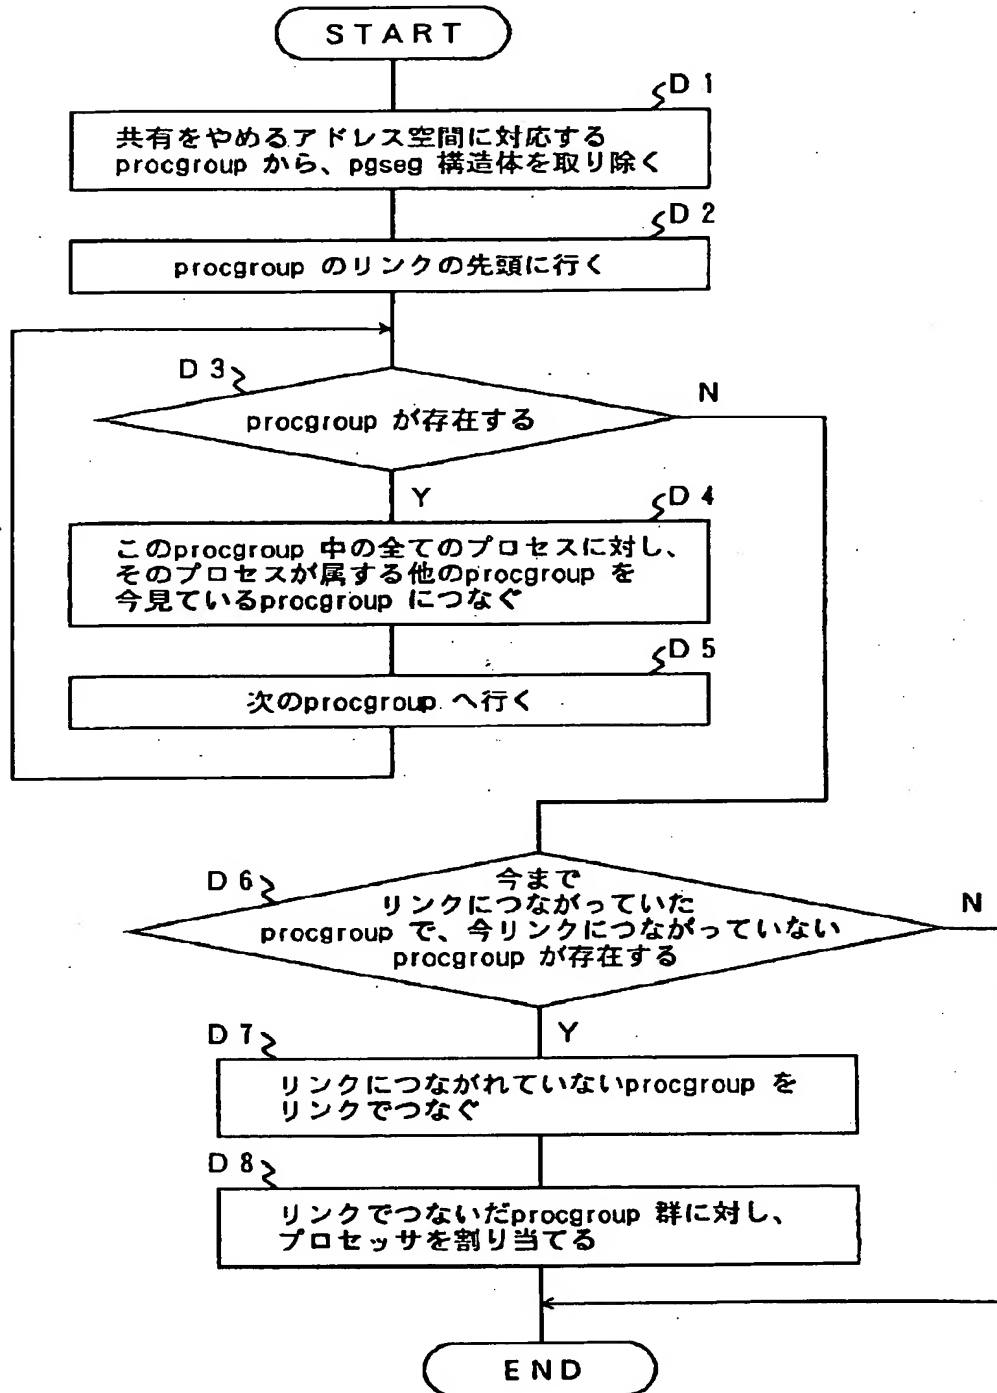 START
D1
共有をやめるアドレス空間に対応する
procgroup から、pgseg 構造体を取り除く
D2
procgroup のリンクの先頭に行く
D3
procgroup が存在する
N
Y
D4
このprocgroup 中の全てのプロセスに対し、
そのプロセスが属する他のprocgroup を
今見ているprocgroup につなぐ
D5
次のprocgroup へ行く
D6
今まで
リンクにつながっていた
procgroup で、今リンクにつながっていない
procgroup が存在する
N
Y
D7
リンクにつながれていないprocgroup を
リンクでつなぐ
D8
リンクでつないだprocgroup 群に対し、
プロセッサを割り当てる
END